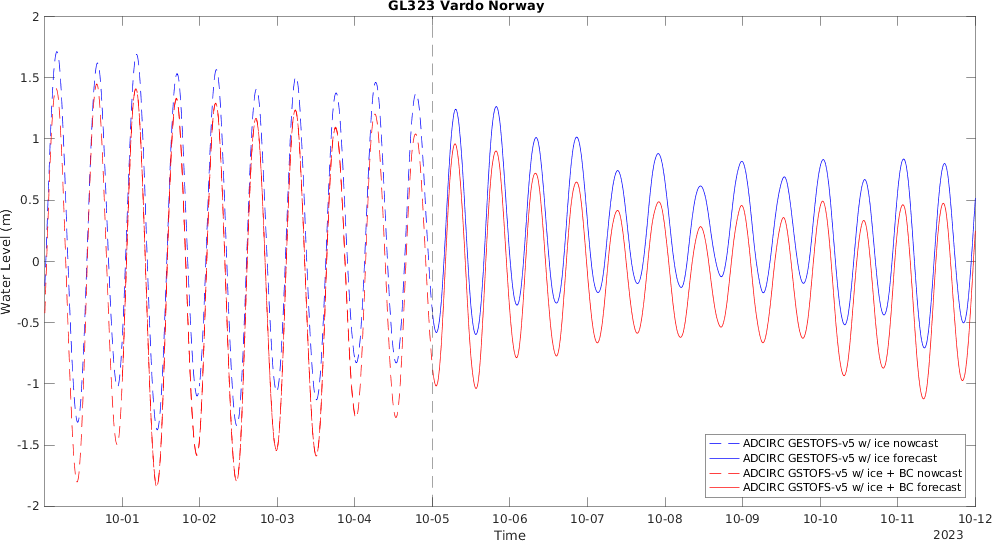 GL323 Vardo Norway
2
1.5
1
0.5
0
-0.5
-1
-1.5
-2
Water Level (m)
ADCIRC GESTOFS-v5 w/ ice nowcast
ADCIRC GESTOFS-v5 w/ ice forecast
ADCIRC GSTOFS-v5 w/ ice + BC nowcast
ADCIRC GSTOFS-v5 w/ ice + BC forecast
10-01 10-02 10-03 10-04 10-05 10-06 10-07 10-08 10-09 10-10 10-11 10-12
Time
2023